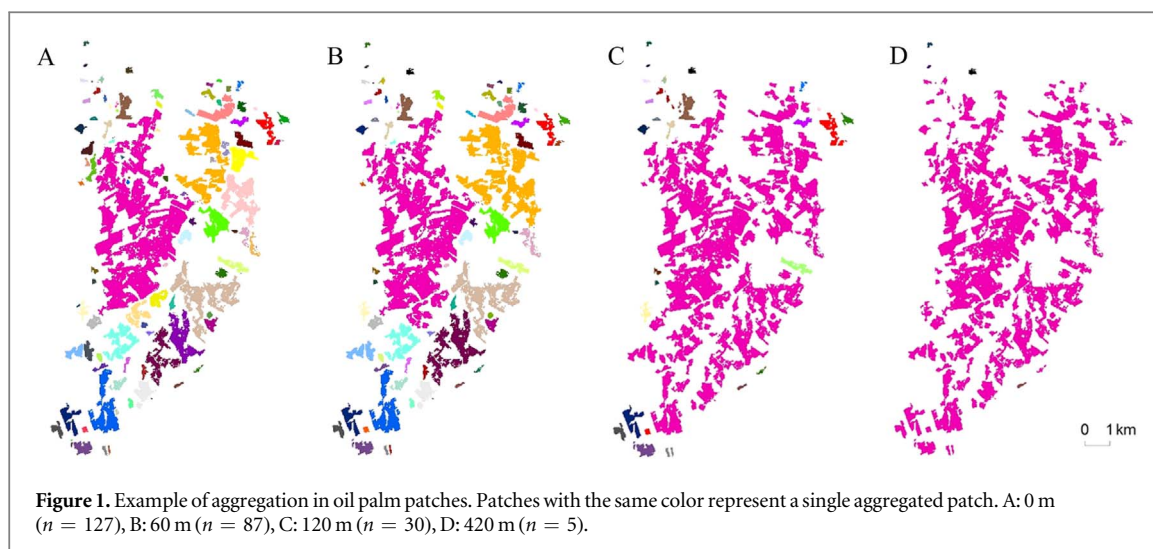 A B C D
0 1 km
Figure 1. Example of aggregation in oil palm patches. Patches with the same color represent a single aggregated patch. A: 0 m
(n = 127), B: 60 m (n = 87), C: 120 m (n = 30), D: 420 m (n = 5).